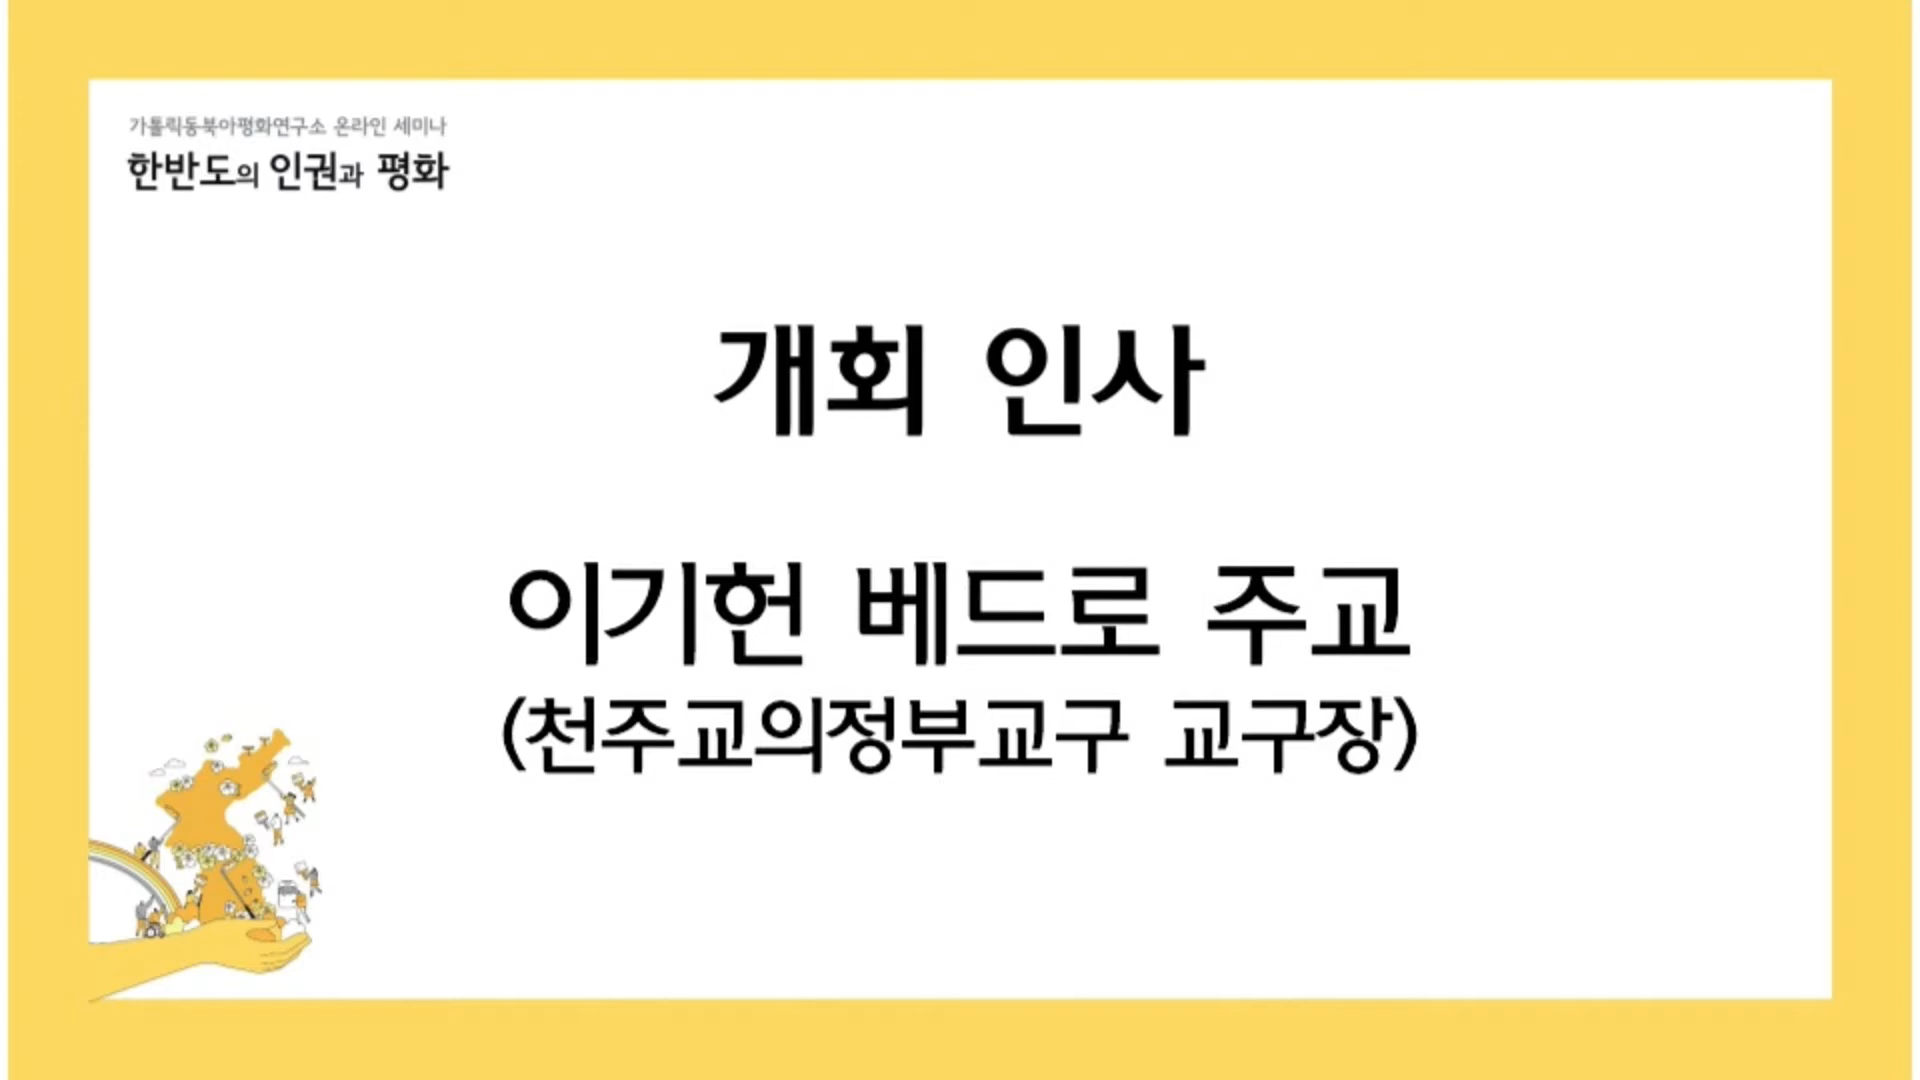 가톨릭동북아평화연구소 온라인 세미나
한반도의 인권과 평화
개회 인사
이기헌 베드로 주교
(천주교의정부교구 교구장)